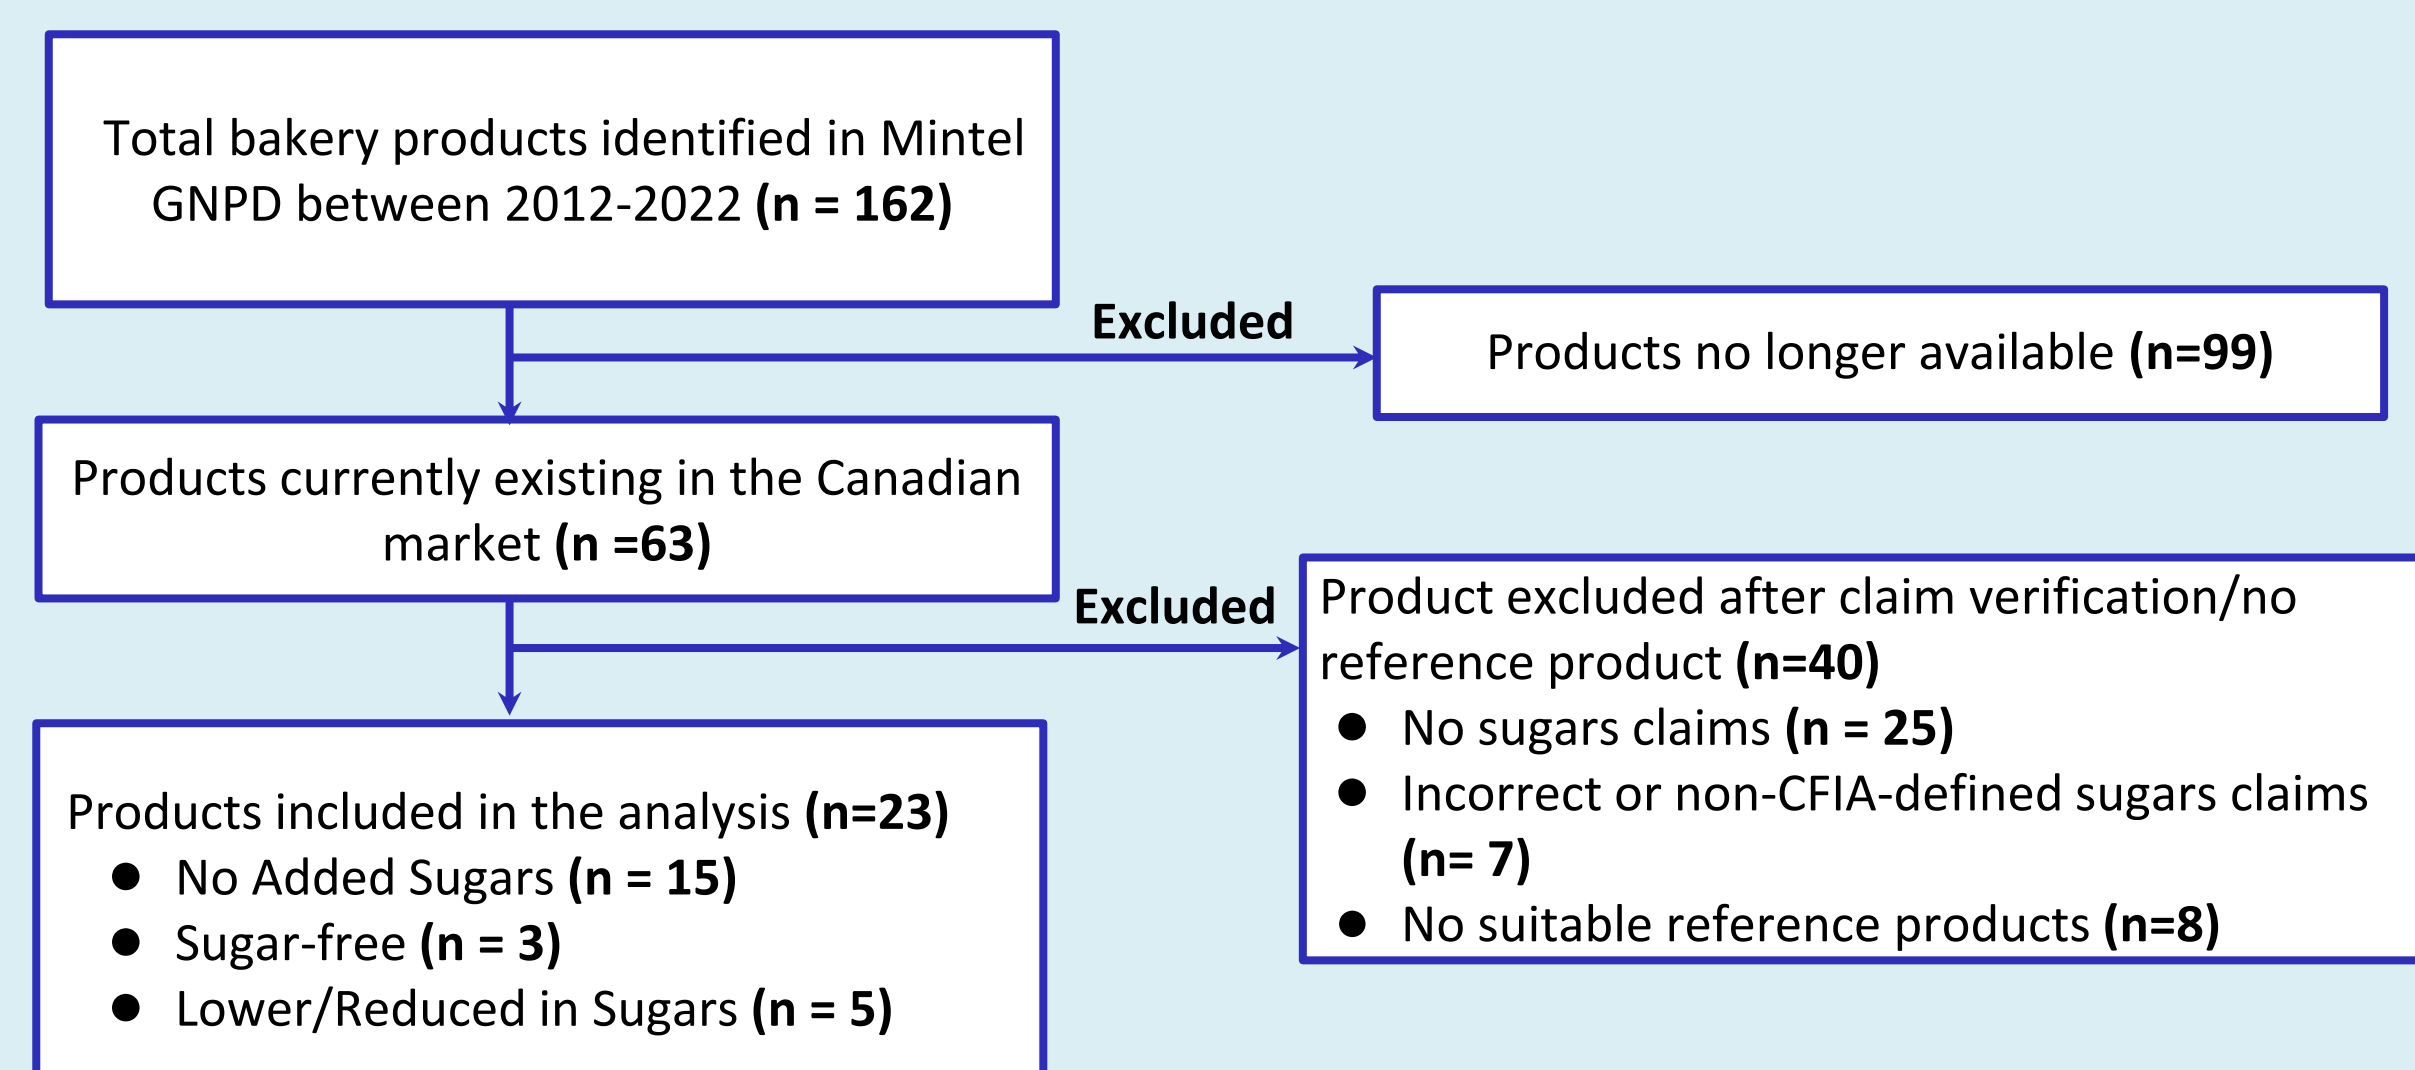 Total bakery products identified in Mintel
GNPD between 2012-2022 (n = 162)
Excluded
Products no longer available (n=99)
Products currently existing in the Canadian
market (n =63)
Excluded
Product excluded after claim verification/no
reference product (n=40)
● No sugars claims (n = 25)
● Incorrect or non-CFIA-defined sugars claims
(n= 7)
● No suitable reference products (n=8)
Products included in the analysis (n=23)
● No Added Sugars (n = 15)
● Sugar-free (n = 3)
● Lower/Reduced in Sugars (n = 5)